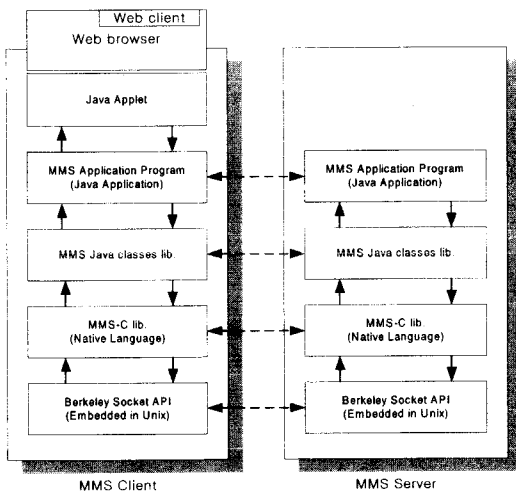 Web client
Web browser
Java Applet
MMS Application Program
(Java Application)
MMS Java classes lib.
MMS-C lib.
(Native Language)
Berkeley Socket API
(Embedded in Unix)
MMS Client
MMS Application Program
(Java Application)
MMS Java classes lib.
MMS-C lib.
(Native Language)
Berkeley Socket API
(Embedded in Unix)
MMS Server